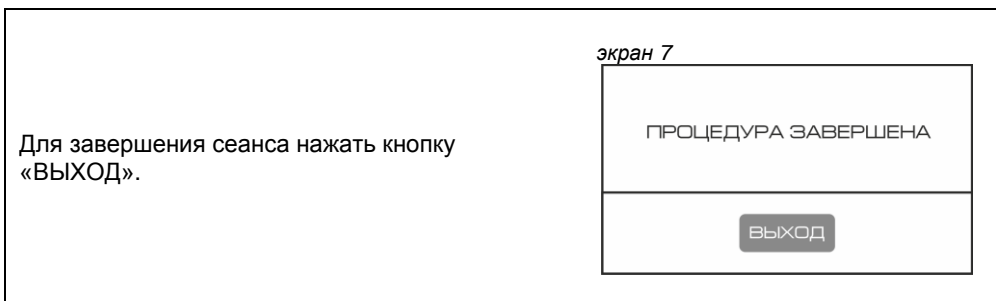 экран 7
ПРОЦЕДУРА ЗАВЕРШЕНА
Для завершения сеанса нажать кнопку
«ВЫХОД».
ВЫХОД